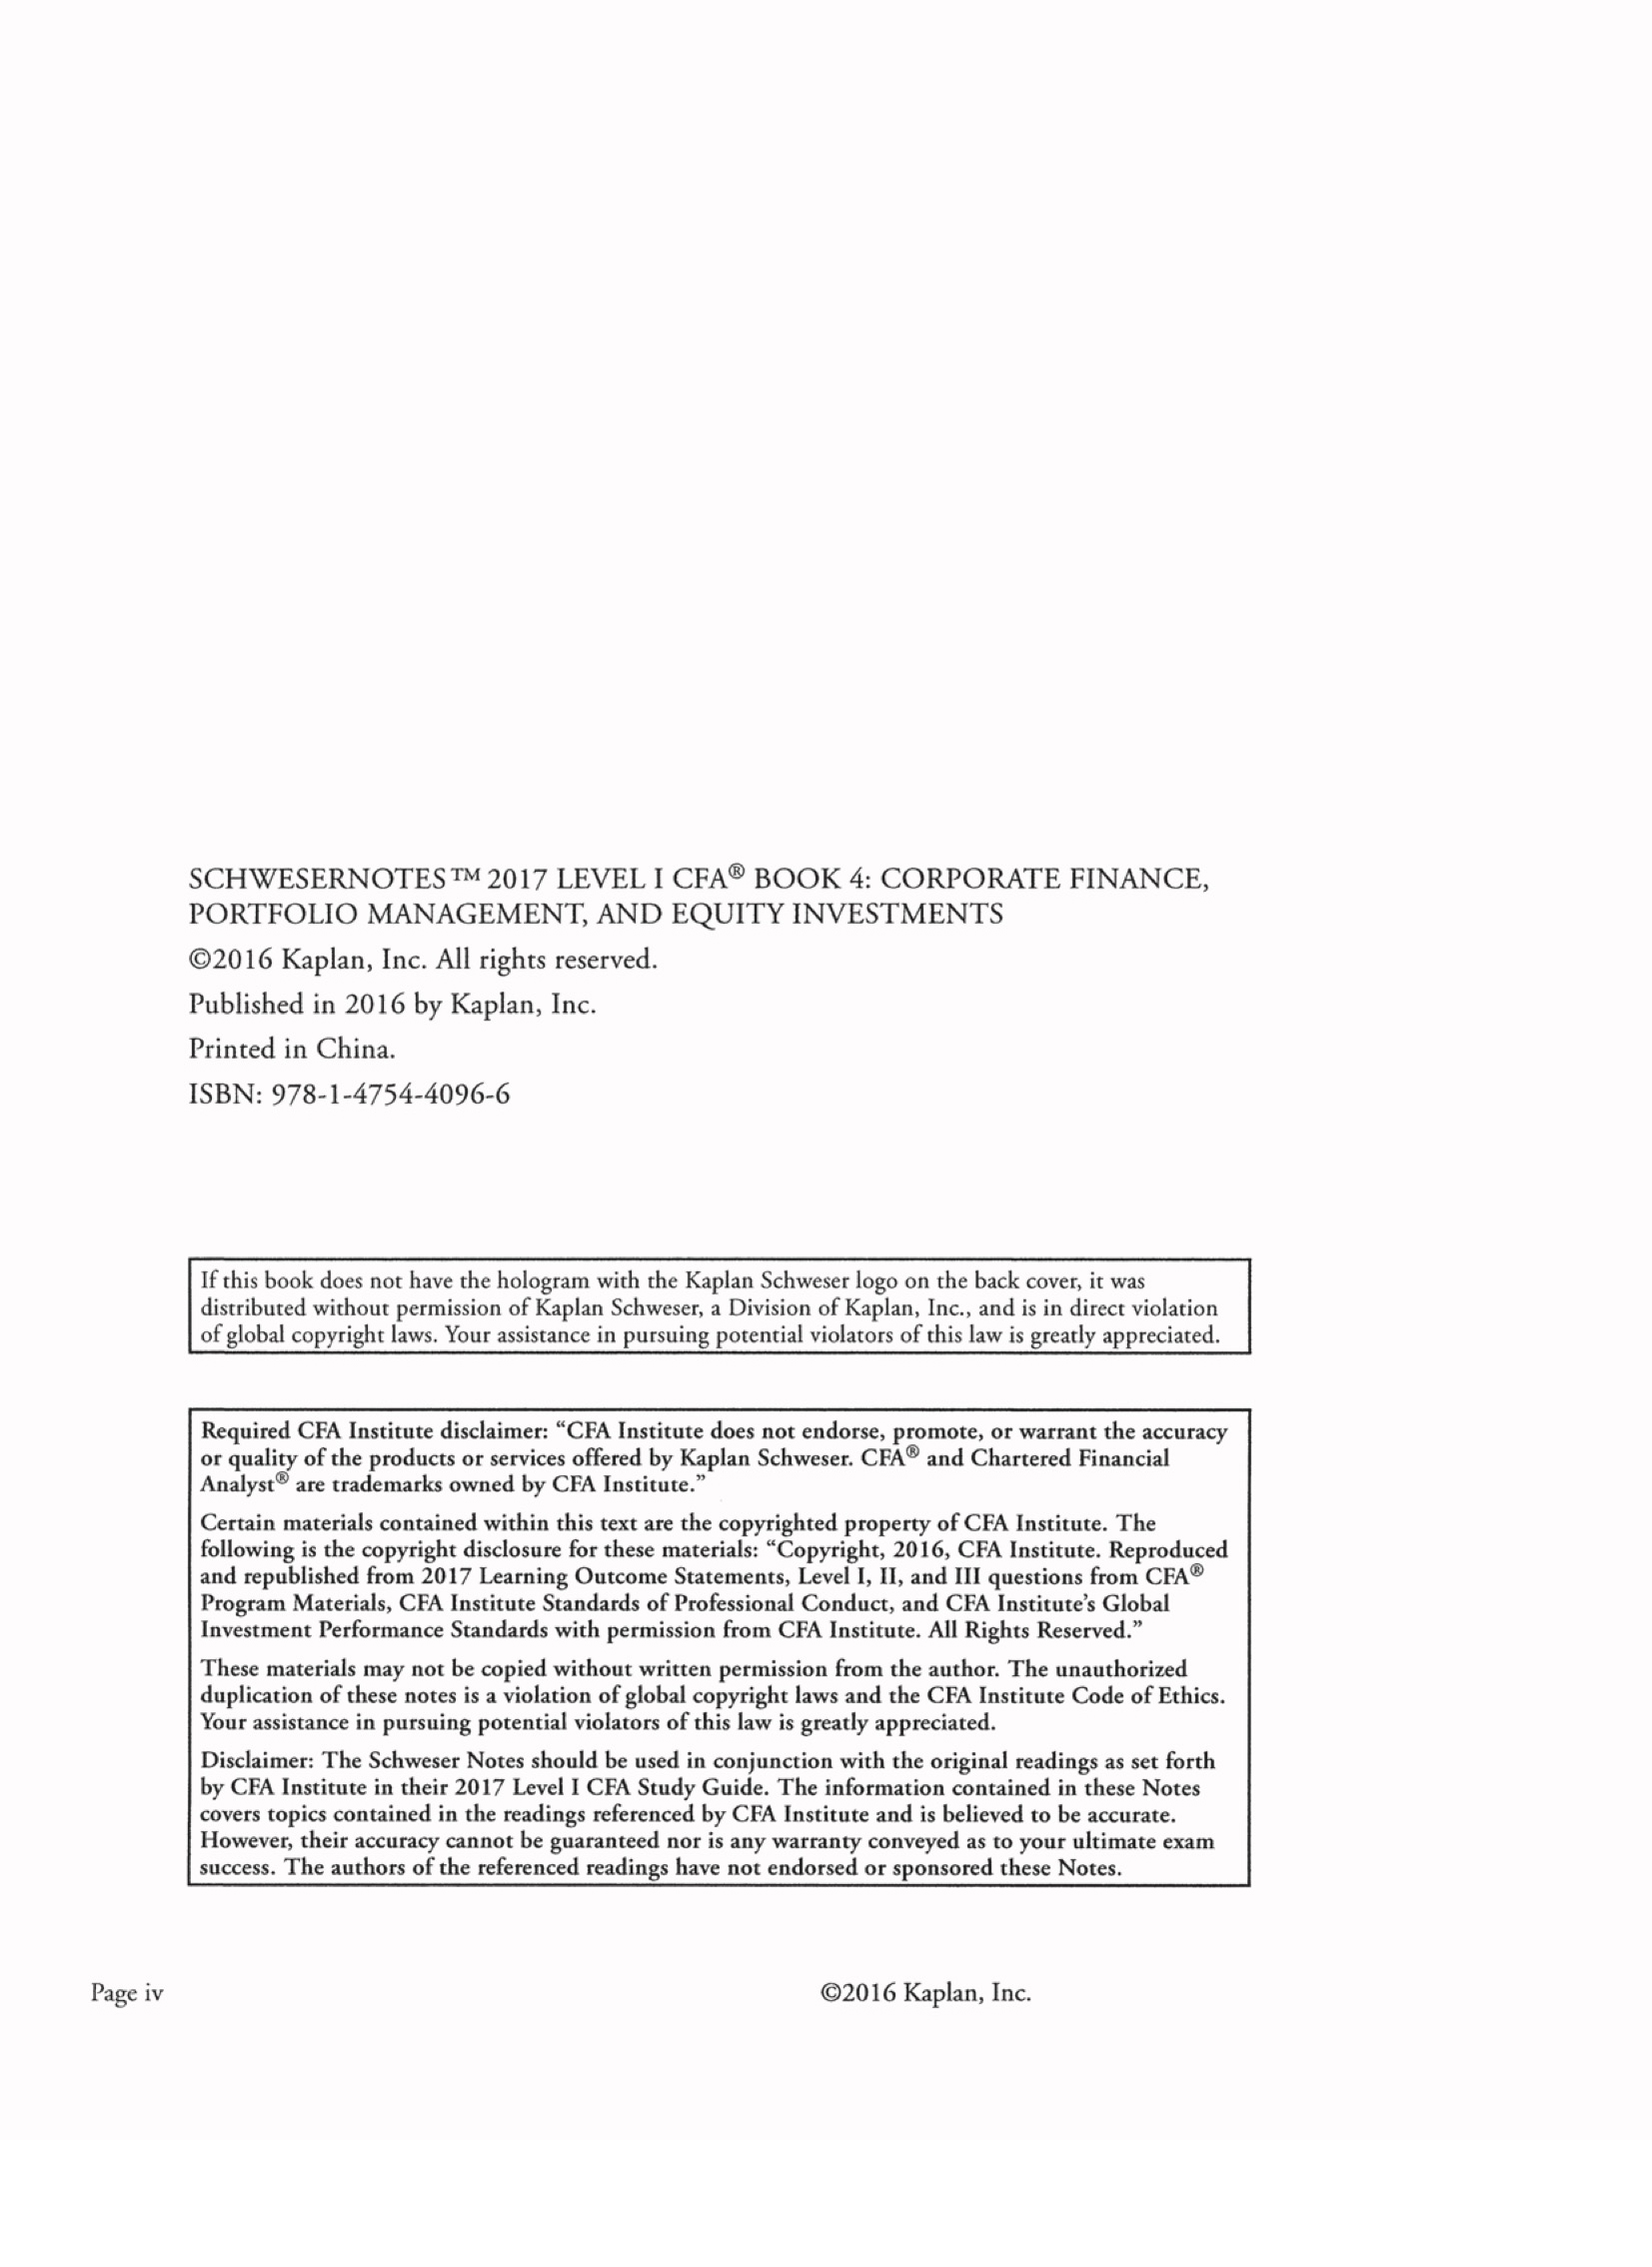 SCHWESERNOTES™ 2017 LEVEL I CFA® BOOK 4: CORPORATE FINANCE,
PORTFOLIO MANAGEMENT, AND EQUITY INVESTMENTS
©2016 Kaplan, Inc. All rights reserved.
Published in 2016 by Kaplan, Inc.
Printed in China.
ISBN: 978-1-4754-4096-6
If this book does not have the hologram with the Kaplan Schweser logo on the back cover, it was
distributed without permission of Kaplan Schweser, a Division of Kaplan, Inc., and is in direct violation
of global copyright laws. Your assistance in pursuing potential violators of this law is greatly appreciated.
Required CFA Institute disclaimer: “CFA Institute does not endorse, promote, or warrant the accuracy
or quality of the products or services offered by Kaplan Schweser. CFA® and Chartered Financial
Analyst® are trademarks owned by CFA Institute.”
Certain materials contained within this text are the copyrighted property of CFA Institute. The
following is the copyright disclosure for these materials: “Copyright, 2016, CFA Institute. Reproduced
and republished from 2017 Learning Outcome Statements, Level I, II, and III questions from CFA®
Program Materials, CFA Institute Standards of Professional Conduct, and CFA Institute’s Global
Investment Performance Standards with permission from CFA Institute. All Rights Reserved.”
These materials may not be copied without written permission from the author. The unauthorized
duplication of these notes is a violation of global copyright laws and the CFA Institute Code of Ethics.
Your assistance in pursuing potential violators of this law is greatly appreciated.
Disclaimer: The Schweser Notes should be used in conjunction with the original readings as set forth
by CFA Institute in their 2017 Level I CFA Study Guide. The information contained in these Notes
covers topics contained in the readings referenced by CFA Institute and is believed to be accurate.
However, their accuracy cannot be guaranteed nor is any warranty conveyed as to your ultimate exam
success. The authors of the referenced readings have not endorsed or sponsored these Notes.
Page iv
©2016 Kaplan, Inc.